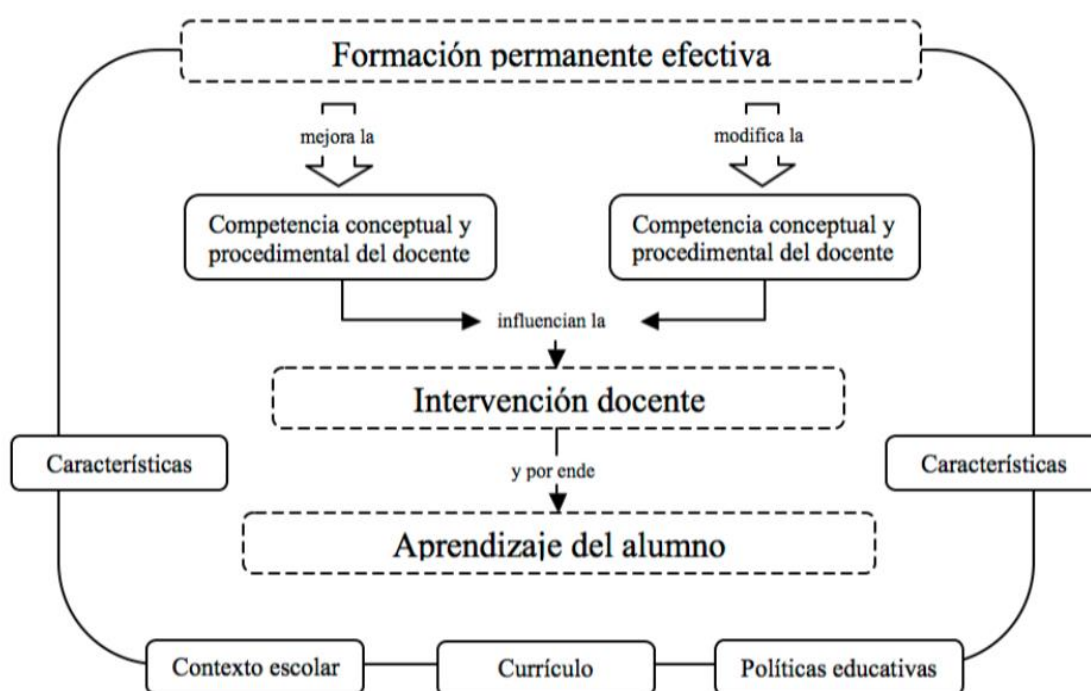 Formación permanente efectiva
mejora la
modifica la
Competencia conceptual y
procedimental del docente
Competencia conceptual y
procedimental del docente
influencian la
Intervención docente
Características
y por ende
Características
Aprendizaje del alumno
Contexto escolar
Currículo
Políticas educativas